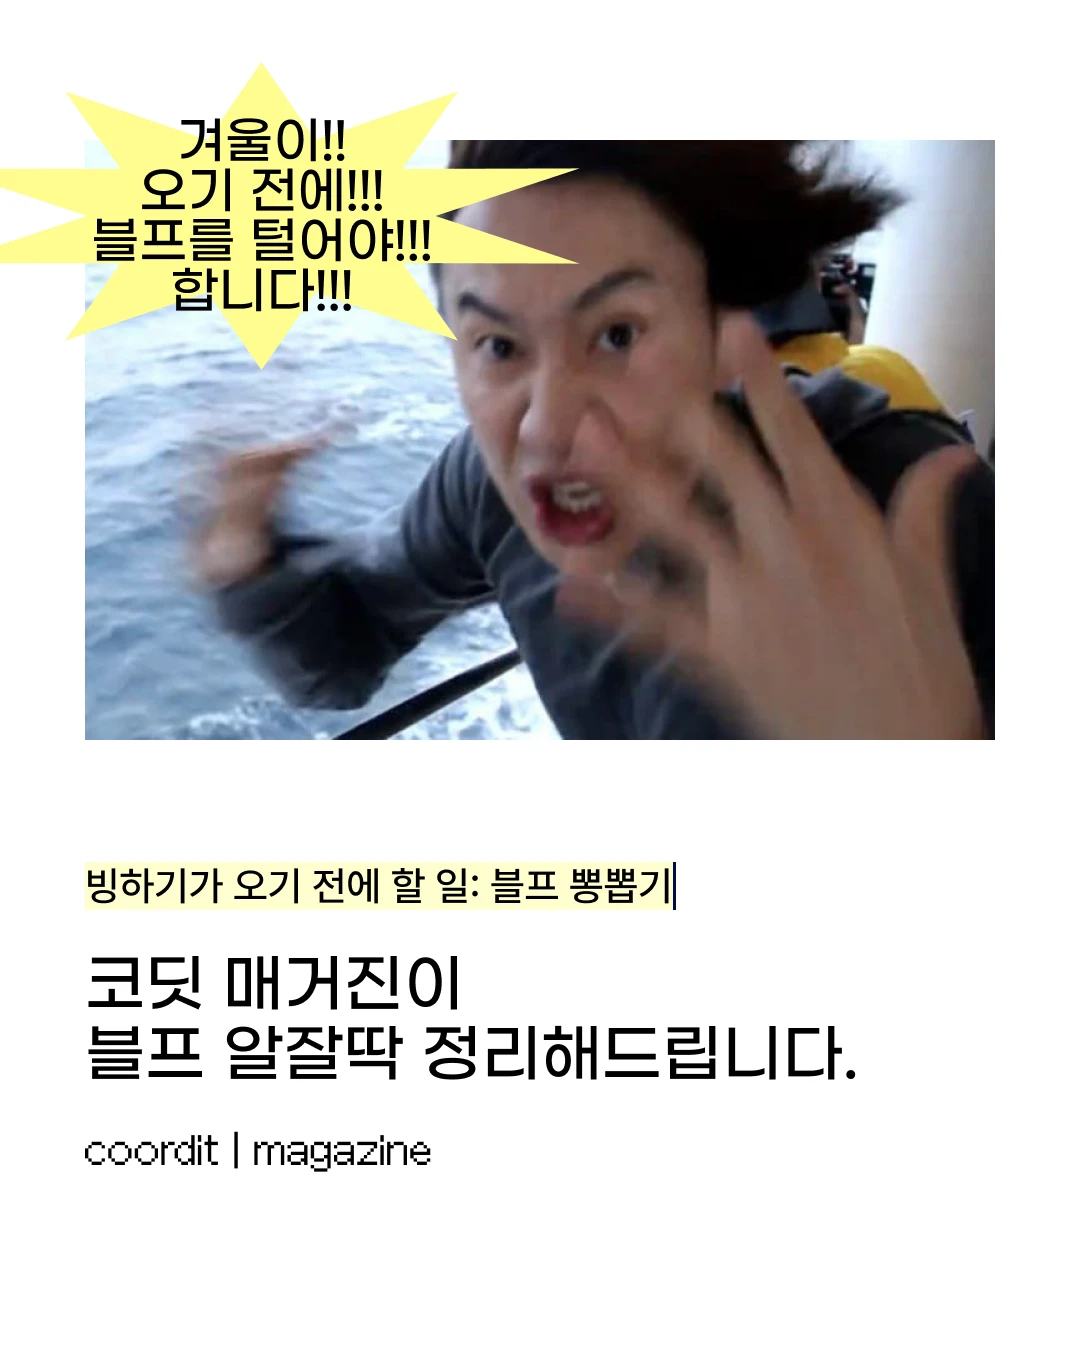 겨울이!!
오기 전에!!!
블프를 털어야!!!
합니다!!!
빙하기가 오기 전에 할 일: 블프 뽕뽑기
코딧 매거진이
블프 알잘딱 정리해드립니다.
coordit | magazine